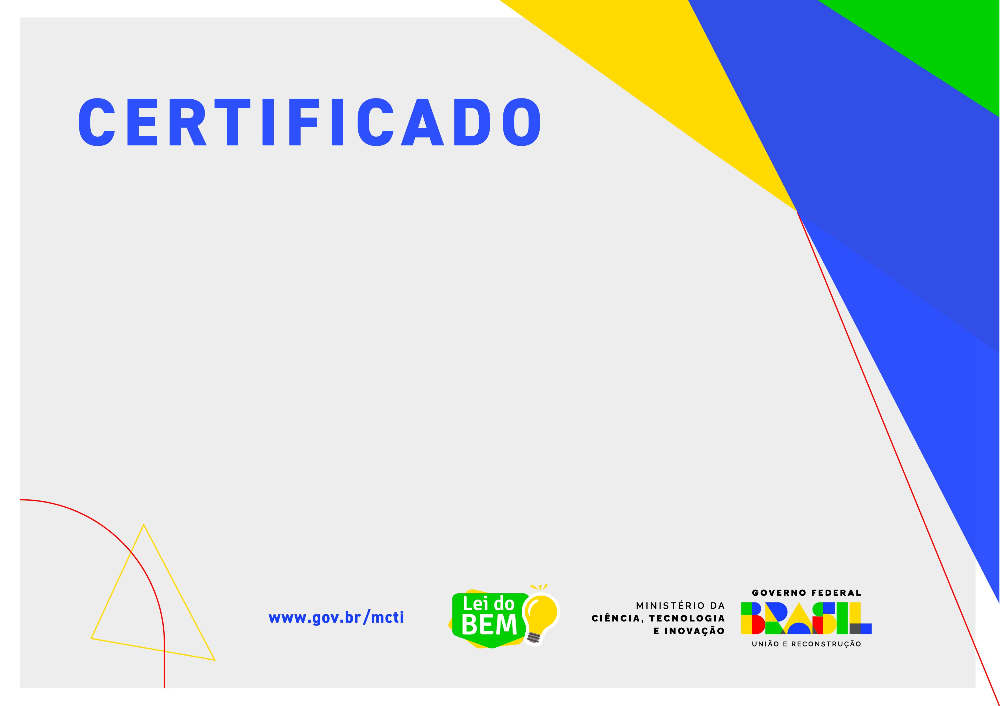 CERTIFICADO
www.gov.br/mcti
Lei do
BEM
MINISTÉRIO DA
CIÊNCIA, TECNOLOGIA
E INOVAÇÃO
GOVERNO FEDERAL
BRASIL
UNIÃO E RECONSTRUÇÃO